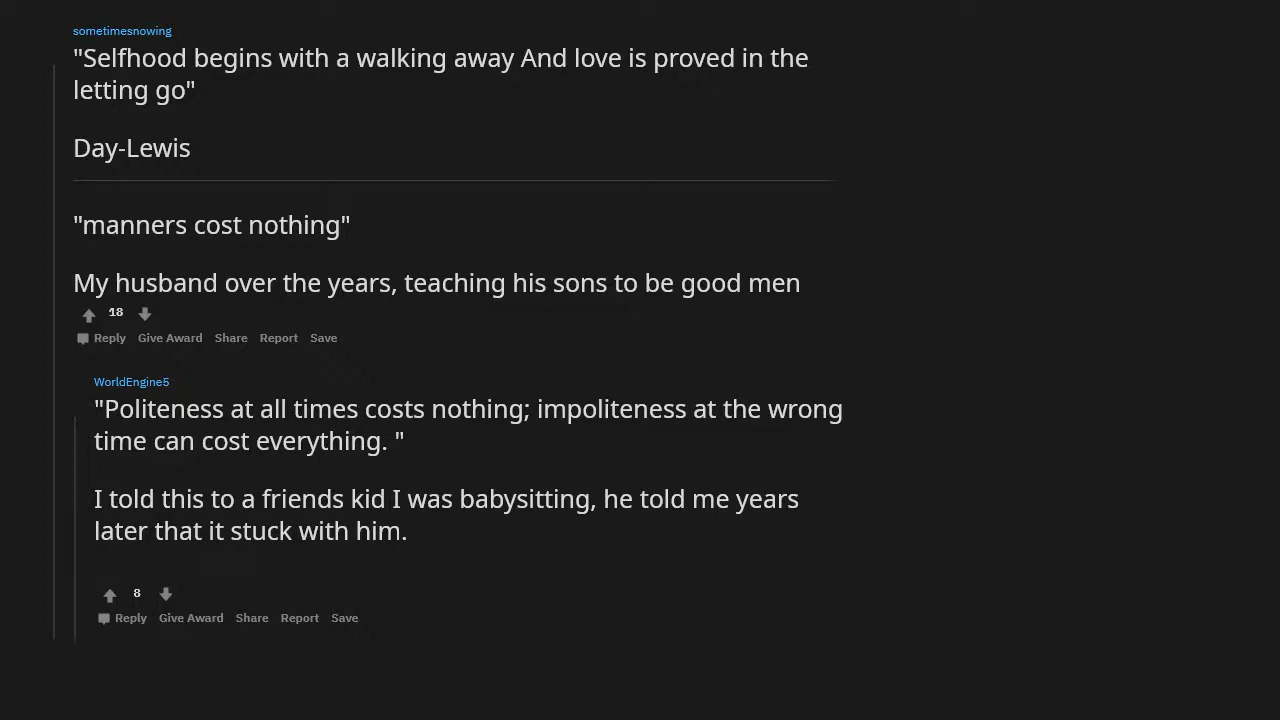 sometimesnowing
"Selfhood begins with a walking away And love is proved in the
letting go"
Day-Lewis
"manners cost nothing"
My husband over the years, teaching his sons to be good men
18
Reply Give Award Share Report Save
WorldEngine5
"Politeness at all times costs nothing; impoliteness at the wrong
time can cost everything. "
I told this to a friends kid I was babysitting, he told me years
later that it stuck with him.
8
Reply Give Award Share Report Save